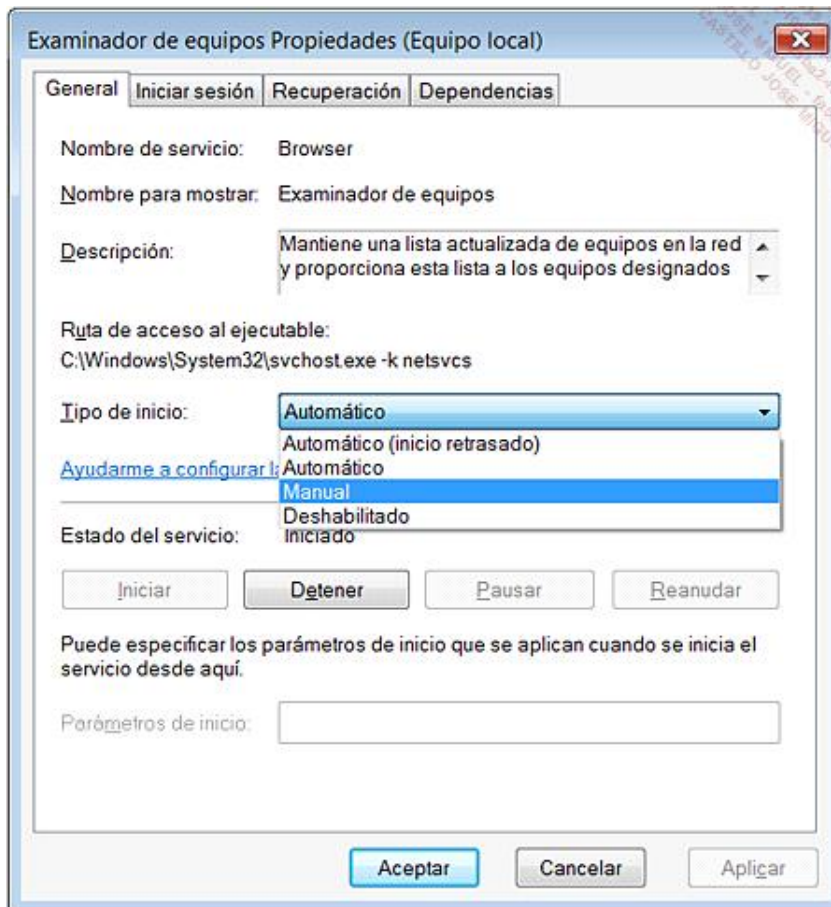 Examinador de equipos Propiedades (Equipo local)
General
Iniciar sesión
Recuperación
Dependencias
Nombre de servicio: Browser
Nombre para mostrar: Examinador de equipos
Descripción:
Mantiene una lista actualizada de equipos en la red
y proporciona esta lista a los equipos designados
Ruta de acceso al ejecutable:
C:\Windows\System32\svchost.exe -k netsvcs
Tipo de inicio: Automático
Automático (inicio retrasado)
Ayudarme a configurar
Automático
Manual
Deshabilitado
Estado del servicio: Iniciado
Iniciar
Detener
Pausar
Reanudar
Puede especificar los parámetros de inicio que se aplican cuando se inicia el
servicio desde aquí.
Parámetros de inicio:
Aceptar
Cancelar
Aplicar